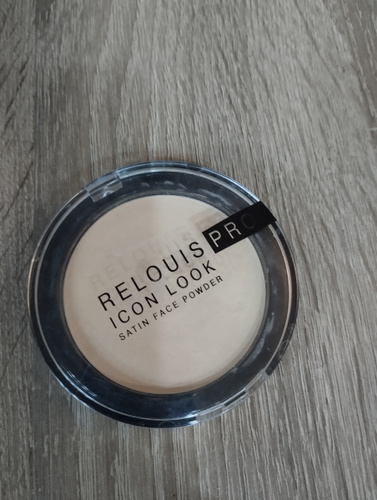 RELOUIS PRO
ICON LOOK
SATIN FACE POWDER